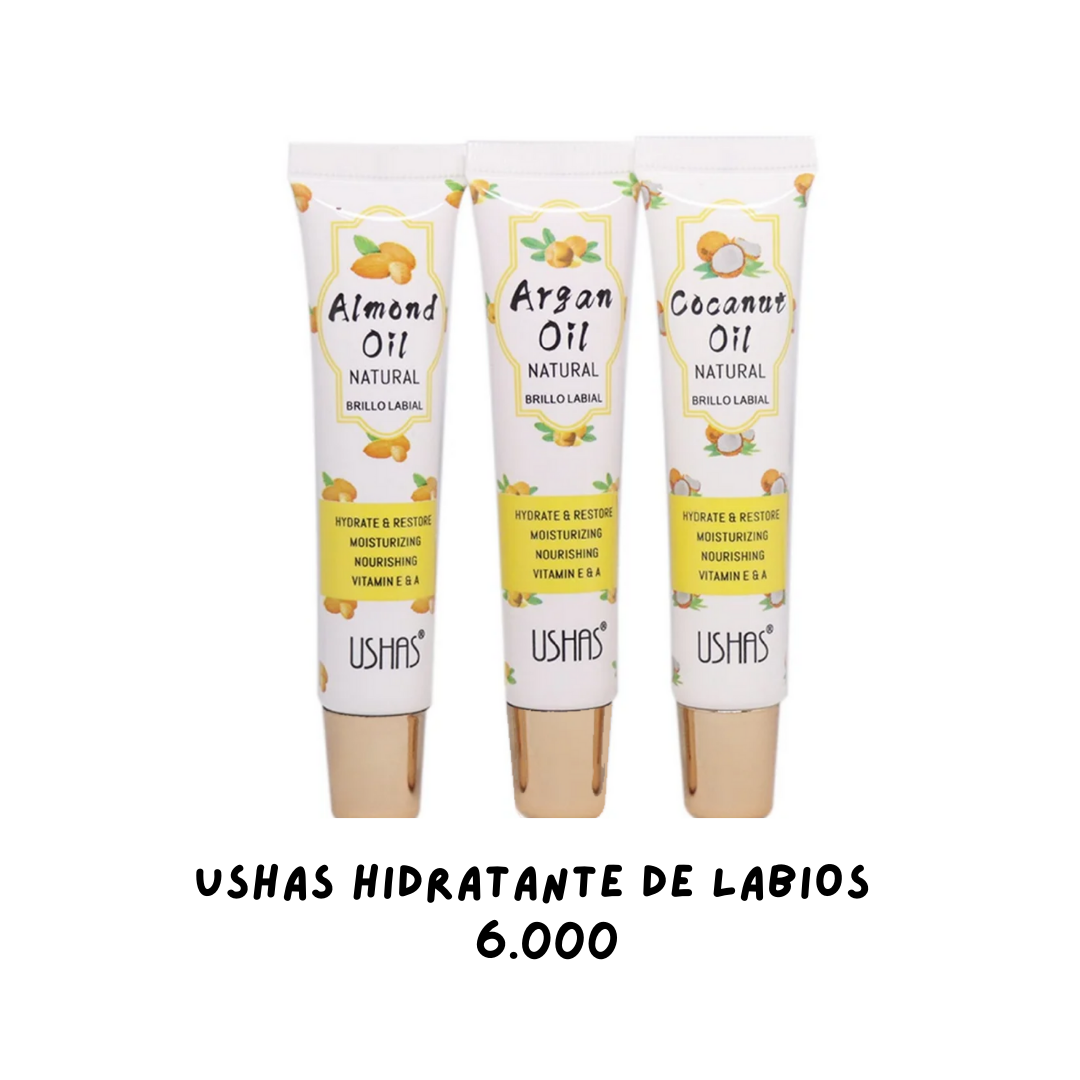 Almond
Oil
NATURAL
BRILLO LABIAL
HYDRATE & RESTORE
MOISTURIZING
NOURISHING
VITAMIN E & A
USHAS®
Argan
Oil
NATURAL
BRILLO LABIAL
HYDRATE & RESTORE
MOISTURIZING
NOURISHING
VITAMIN E & A
USHAS®
Cocanut
Oil
NATURAL
BRILLO LABIAL
HYDRATE & RESTORE
MOISTURIZING
NOURISHING
VITAMIN E & A
USHAS®
USHAS HIDRATANTE DE LABIOS
6.000